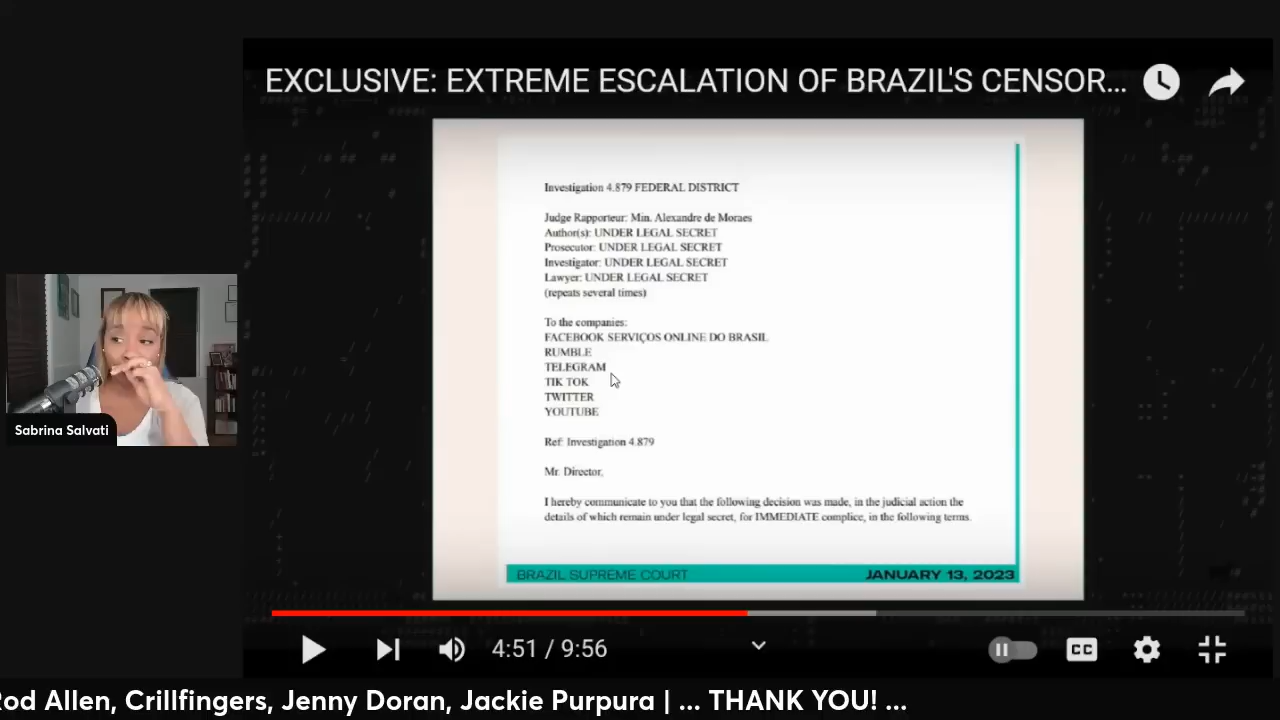 EXCLUSIVE: EXTREME ESCALATION OF BRAZIL'S CENSOR...
Investigation 4.879 FEDERAL DISTRICT
Judge Rapporteur: Min. Alexandre de Moraes
Author(s): UNDER LEGAL SECRET
Prosecutor: UNDER LEGAL SECRET
Investigator: UNDER LEGAL SECRET
Lawyer: UNDER LEGAL SECRET
(repeats several times)
To the companies:
FACEBOOK SERVIÇOS ONLINE DO BRASIL
RUMBLE
TELEGRAM
TIK TOK
TWITTER
YOUTUBE
Ref: Investigation 4.879
Mr. Director,
I hereby communicate to you that the following decision was made, in the judicial action the
details of which remain under legal secret, for IMMEDIATE complice, in the following terms.
BRAZIL SUPREME COURT JANUARY 13, 2023
Sabrina Salvati
4:51 / 9:56
CC
Rod Allen, Crillfingers, Jenny Doran, Jackie Purpura | ... THANK YOU! ...